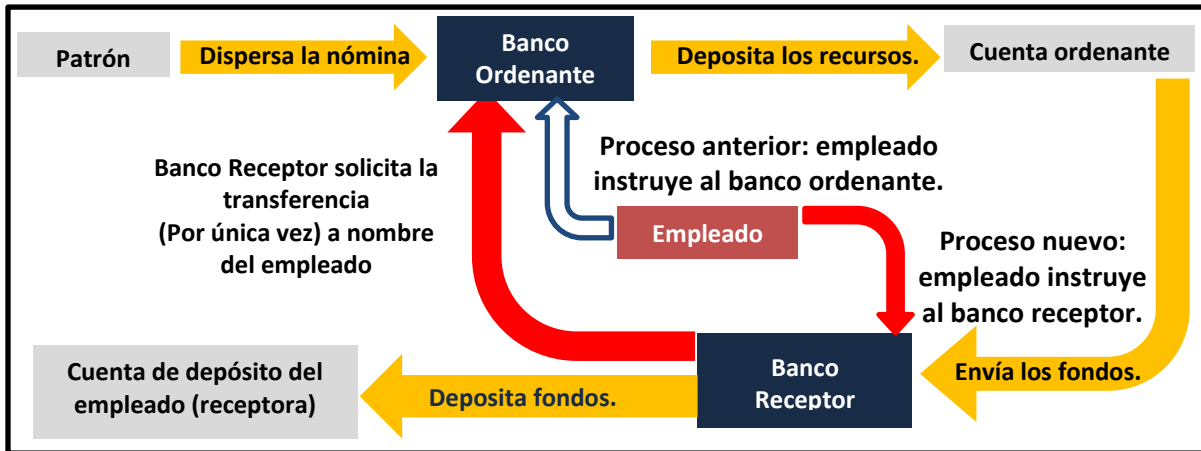 Patrón
Dispersa la nómina
Banco
Ordenante
Deposita los recursos.
Cuenta ordenante
Banco Receptor solicita la
transferencia
(Por única vez) a nombre
del empleado
Proceso anterior: empleado
instruye al banco ordenante.
Empleado
Proceso nuevo:
empleado instruye
al banco receptor.
Cuenta de depósito del
empleado (receptora)
Deposita fondos.
Banco
Receptor
Envía los fondos.